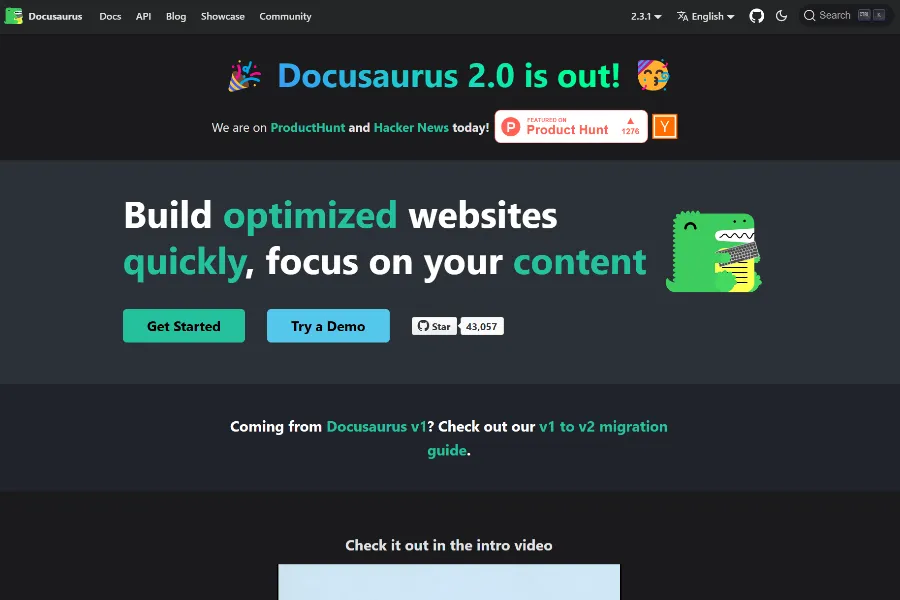 Docusaurus Docs API Blog Showcase Community 2.3.1 English Search
Docusaurus 2.0 is out!
We are on ProductHunt and Hacker News today! FEATURED ON Product Hunt 1276 Y
Build optimized websites
quickly, focus on your content
Get Started Try a Demo Star 43,057
Coming from Docusaurus v1? Check out our v1 to v2 migration
guide.
Check it out in the intro video